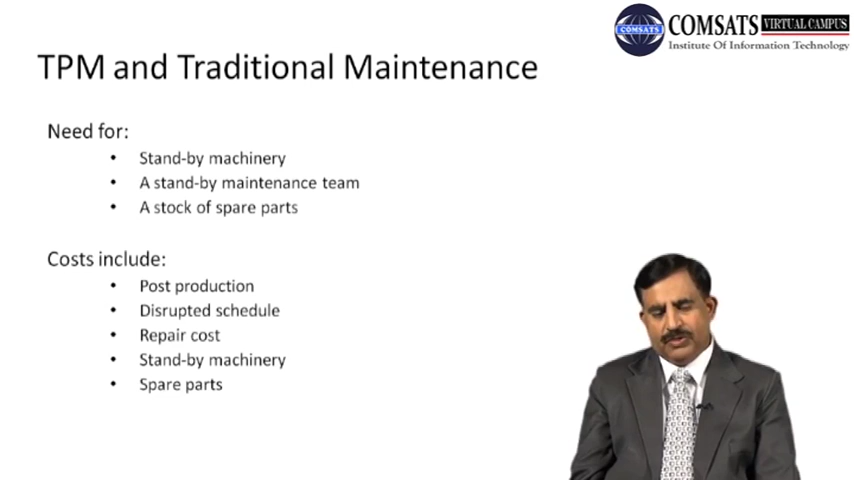 COMSATS VIRTUAL CAMPUS
COMSATS
Institute Of Information Technology
TPM and Traditional Maintenance
Need for:
• Stand-by machinery
• A stand-by maintenance team
• A stock of spare parts
Costs include:
• Post production
• Disrupted schedule
• Repair cost
• Stand-by machinery
• Spare parts